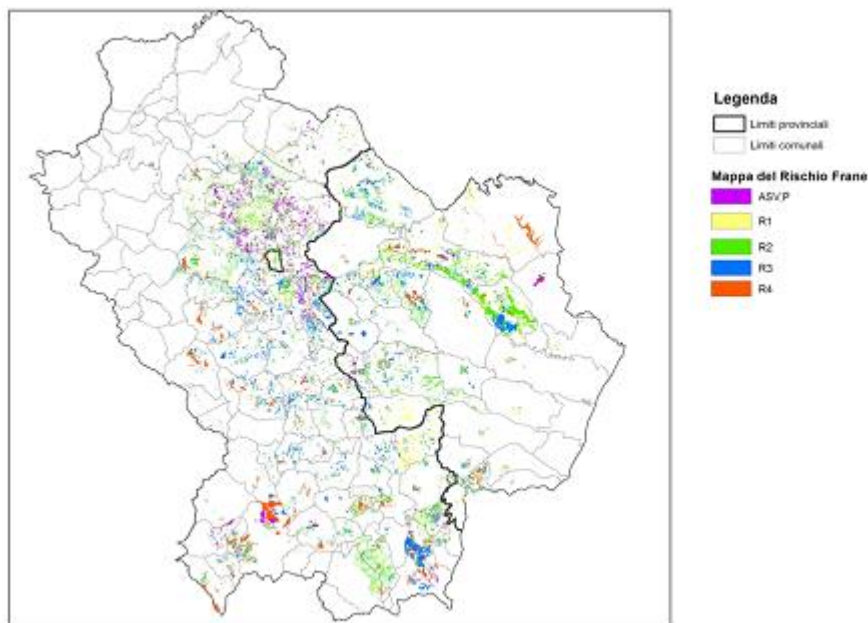 Legenda
Limiti provinciali
Limiti comunali
Mappa del Rischio Frane
ASV.P
R1
R2
R3
R4